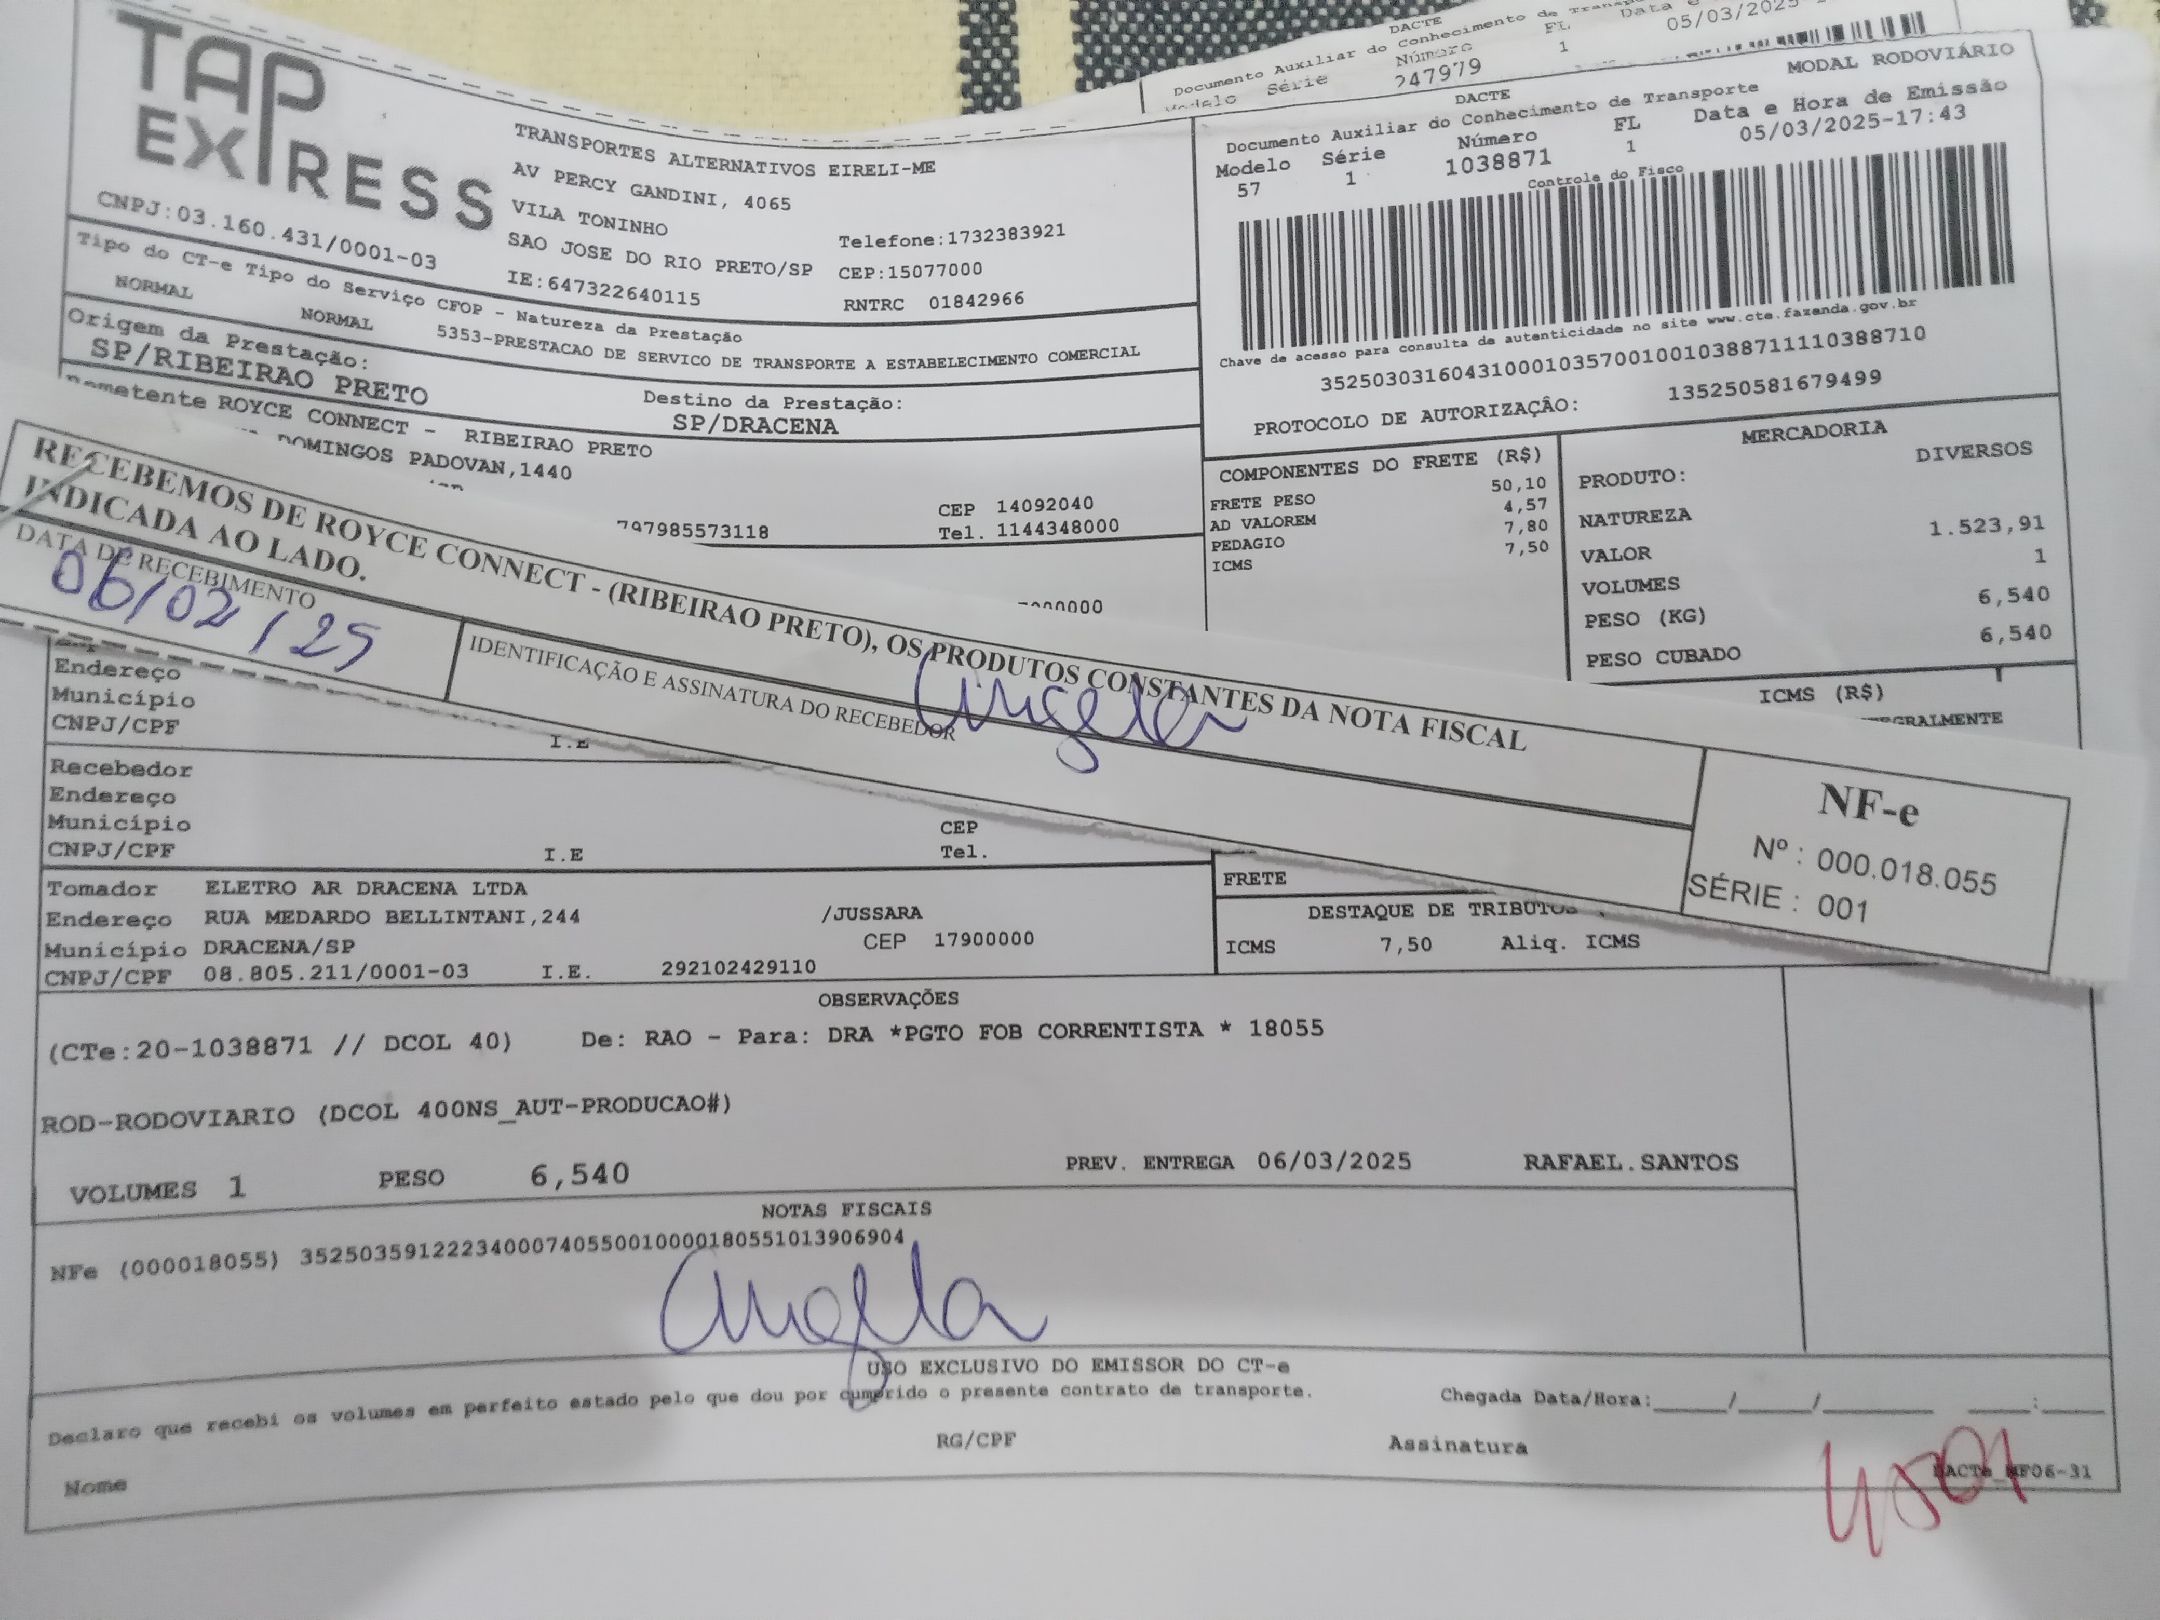 DACTE
Documento Auxiliar do Conhecimento de
Data e
Modelo Série Número FL
247979 1 05/03/2025
TAP
EXPRESS
CNPJ:03.160.431/0001-03
TRANSPORTES ALTERNATIVOS EIRELI-ME
AV PERCY GANDINI, 4065
VILA TONINHO
SAO JOSE DO RIO PRETO/SP
IE:647322640115
Telefone:1732383921
CEP:15077000
RNTRC 01842966
MODAL RODOVIÁRIO
DACTE
Documento Auxiliar do Conhecimento de Transporte
Modelo Série Número FL Data e Hora de Emissão
57 1 1038871 1 05/03/2025-17:43
Controle do Fisco
Chave de acesso para consulta de autenticidade no site www.cte.fazenda.gov.br
35250303160431000103570010010388711110388710
PROTOCOLO DE AUTORIZAÇÂO: 135250581679499
Tipo do CT-e Tipo do Serviço CFOP - Natureza da Prestação
NORMAL NORMAL 5353-PRESTACAO DE SERVICO DE TRANSPORTE A ESTABELECIMENTO COMERCIAL
Origem da Prestação:
SP/RIBEIRAO PRETO
Destino da Prestação:
SP/DRACENA
Remetente ROYCE CONNECT - RIBEIRAO PRETO
DOMINGOS PADOVAN,1440
CEP 14092040
797985573118 Tel. 1144348000
COMPONENTES DO FRETE (R$)
FRETE PESO 50,10
AD VALOREM 4,57
PEDAGIO 7,80
ICMS 7,50
MERCADORIA
PRODUTO: DIVERSOS
NATUREZA
VALOR 1.523,91
VOLUMES 1
PESO (KG) 6,540
PESO CUBADO 6,540
ICMS (R$)
RECEBEMOS DE ROYCE CONNECT - (RIBEIRAO PRETO), OS PRODUTOS CONSTANTES DA NOTA FISCAL
INDICADA AO LADO.
DATA DE RECEBIMENTO
06/02/25
IDENTIFICAÇÃO E ASSINATURA DO RECEBEDOR
Angela
NF-e
Nº : 000.018.055
SÉRIE : 001
Endereço
Município
CNPJ/CPF I.E
Recebedor
Endereço
Município CEP
CNPJ/CPF I.E Tel.
Tomador ELETRO AR DRACENA LTDA
Endereço RUA MEDARDO BELLINTANI,244 /JUSSARA
Município DRACENA/SP CEP 17900000
CNPJ/CPF 08.805.211/0001-03 I.E. 292102429110
FRETE
DESTAQUE DE TRIBUTOS
ICMS 7,50 Aliq. ICMS
OBSERVAÇÕES
(CTe:20-1038871 // DCOL 40) De: RAO - Para: DRA *PGTO FOB CORRENTISTA * 18055
ROD-RODOVIARIO (DCOL 400NS_AUT-PRODUCAO#)
VOLUMES 1 PESO 6,540 PREV. ENTREGA 06/03/2025 RAFAEL.SANTOS
NOTAS FISCAIS
NFe (000018055) 35250359122234000740550010000180551013906904
Angela
USO EXCLUSIVO DO EMISSOR DO CT-e
Declaro que recebi os volumes em perfeito estado pelo que dou por cumprido o presente contrato de transporte.
Chegada Data/Hora:_____/_____/________ ____:____
Nome RG/CPF Assinatura
DACTe_MF06-31